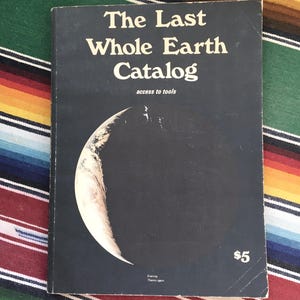 The Last
Whole Earth
Catalog
access to tools
$5